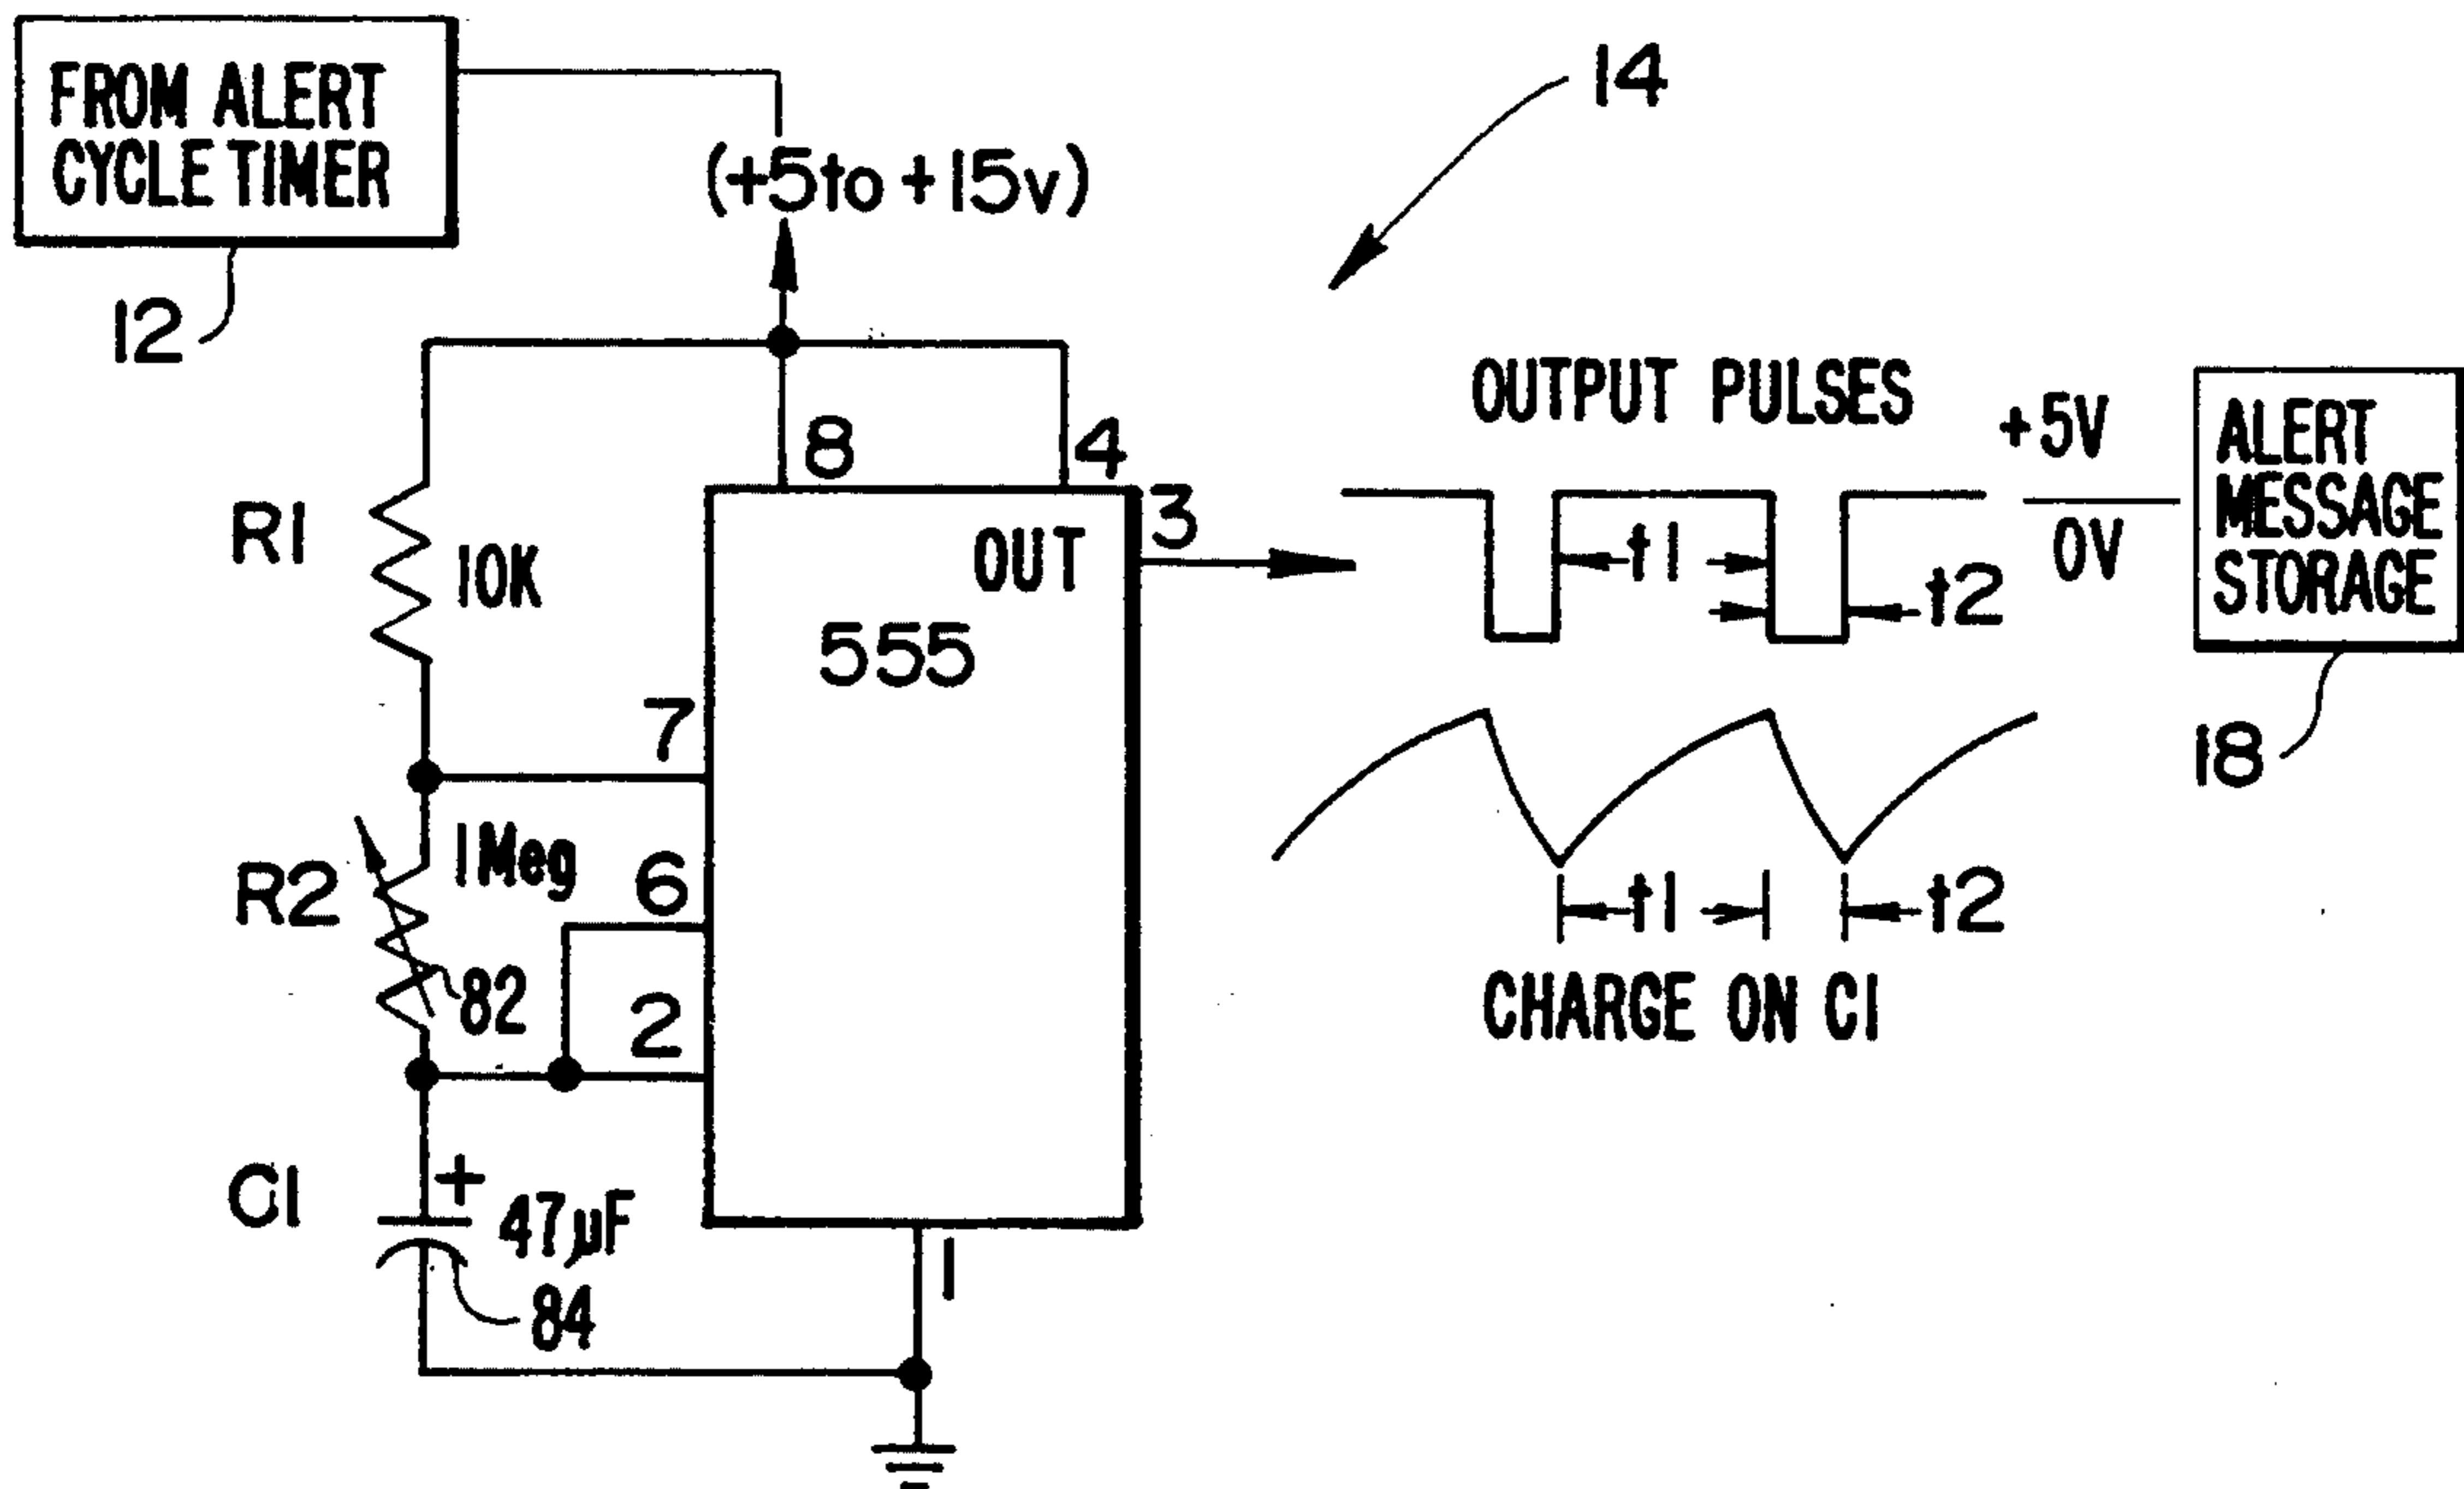 FROM ALERT
CYCLE TIMER
12
(+5to +15v)
14
8
4
3
OUT
555
R1
10K
7
1Meg
6
R2
82
2
C1
+
47µF
84
1
OUTPUT PULSES
+5V
0V
t1
t2
t1
t2
CHARGE ON C1
ALERT
MESSAGE
STORAGE
18